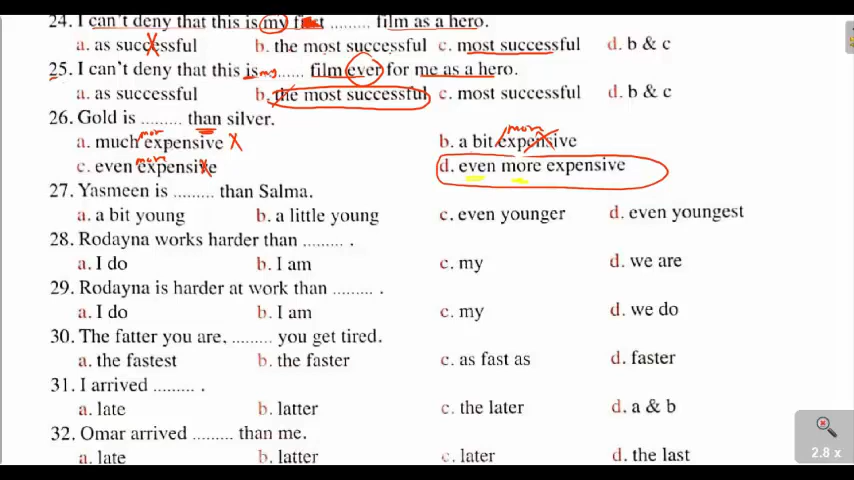 24. I can't deny that this is my first ......... film as a hero.
a. as successful b. the most successful c. most successful d. b & c
25. I can't deny that this is my ...... film ever for me as a hero.
a. as successful b. the most successful c. most successful d. b & c
26. Gold is ......... than silver.
mor more
a. much expensive X b. a bit expensive
more
c. even expensive d. even more expensive
27. Yasmeen is ......... than Salma.
a. a bit young b. a little young c. even younger d. even youngest
28. Rodayna works harder than ......... .
a. I do b. I am c. my d. we are
29. Rodayna is harder at work than ......... .
a. I do b. I am c. my d. we do
30. The fatter you are, ......... you get tired.
a. the fastest b. the faster c. as fast as d. faster
31. I arrived ......... .
a. late b. latter c. the later d. a & b
32. Omar arrived ......... than me.
a. late b. latter c. later d. the last
2.8 x